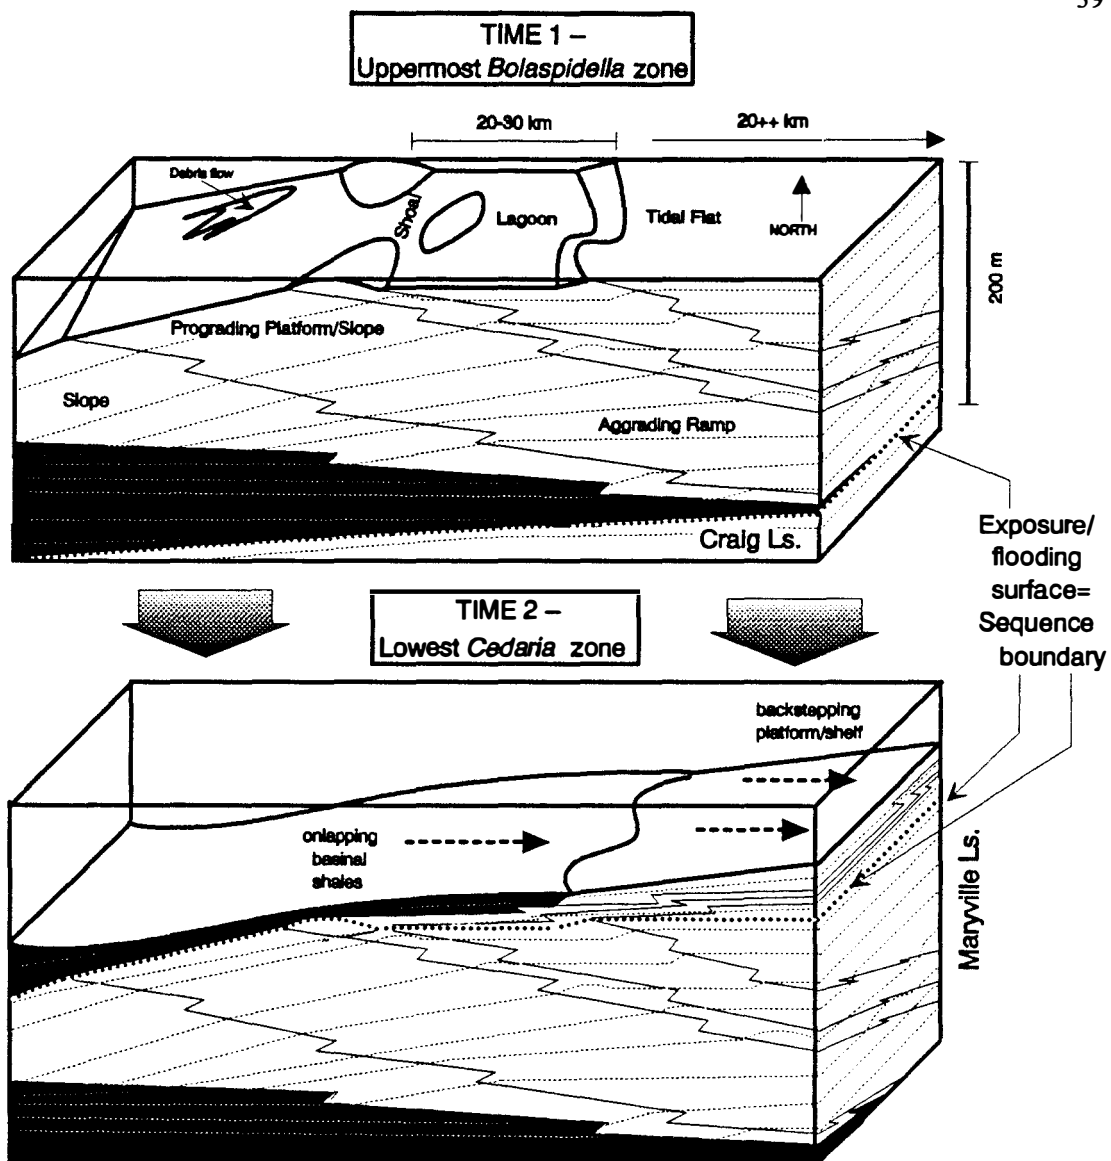 39
TIME 1 –
Uppermost Bolaspidella zone
20-30 km
20++ km
Debris flow
Shoal
Lagoon
Tidal Flat
NORTH
200 m
Prograding Platform/Slope
Slope
Aggrading Ramp
Craig Ls.
Exposure/
flooding
surface=
Sequence
boundary
TIME 2 –
Lowest Cedaria zone
backstepping
platform/shelf
onlapping
basinal
shales
Maryville Ls.